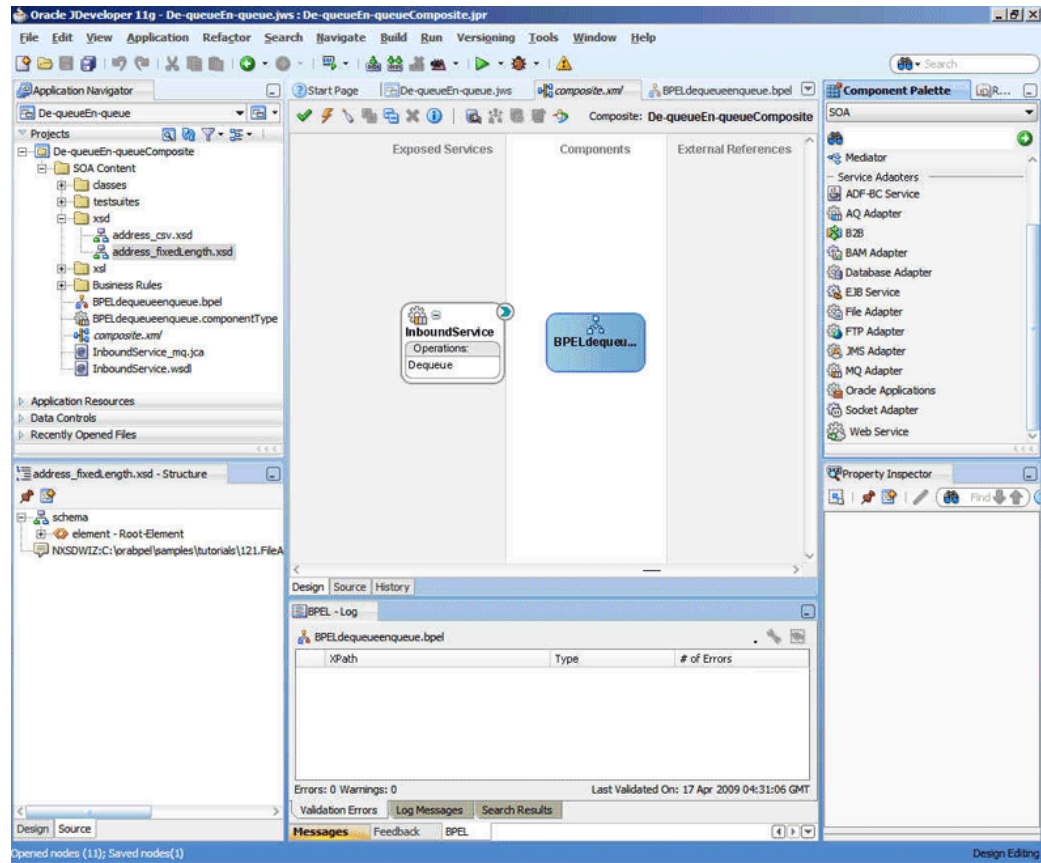 Oracle JDeveloper 11g - De-queueEn-queue.jws : De-queueEn-queueComposite.jpr
File Edit View Application Refactor Search Navigate Build Run Versioning Tools Window Help
Search
Application Navigator
De-queueEn-queue
Projects
De-queueEn-queueComposite
SOA Content
classes
testsuites
xsd
address_csv.xsd
address_fixedLength.xsd
xsl
Business Rules
BPELdequeueenqueue.bpel
BPELdequeueenqueue.componentType
composite.xml
InboundService_mq.jca
InboundService.wsdl
Application Resources
Data Controls
Recently Opened Files
address_fixedLength.xsd - Structure
schema
element - Root-Element
NXSDWIZ:C:\orabpel\samples\tutorials\121.FileA
Design Source
Start Page De-queueEn-queue.jws composite.xml BPELdequeueenqueue.bpel
Composite: De-queueEn-queueComposite
Exposed Services Components External References
InboundService
Operations:
Dequeue
BPELdequeu...
Design Source History
BPEL - Log
BPELdequeueenqueue.bpel
XPath Type # of Errors
Errors: 0 Warnings: 0 Last Validated On: 17 Apr 2009 04:31:06 GMT
Validation Errors Log Messages Search Results
Messages Feedback BPEL
Component Palette R...
SOA
Mediator
Service Adapters
ADF-BC Service
AQ Adapter
B2B
BAM Adapter
Database Adapter
EJB Service
File Adapter
FTP Adapter
JMS Adapter
MQ Adapter
Oracle Applications
Socket Adapter
Web Service
Property Inspector
Find
Opened nodes (11); Saved nodes(1) Design Editing